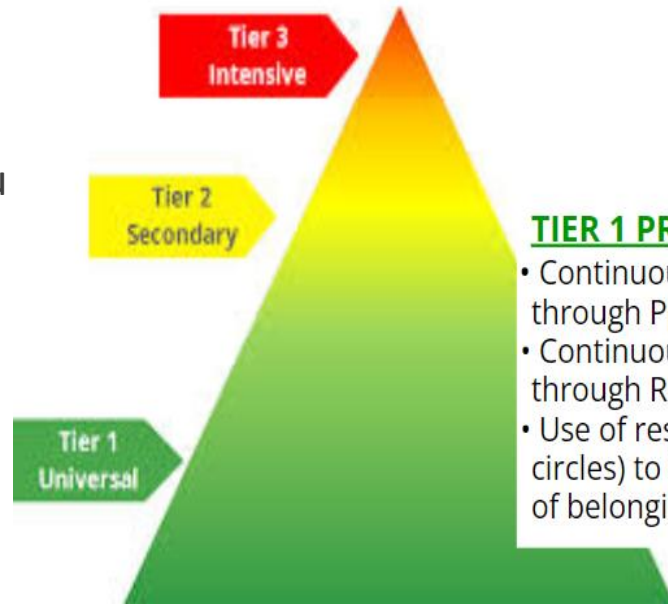 Tier 3
Intensive
Tier 2
Secondary
Tier 1
Universal
TIER 1
• Continuou
through P
• Continuou
through R
• Use of res
circles) to
of belongi